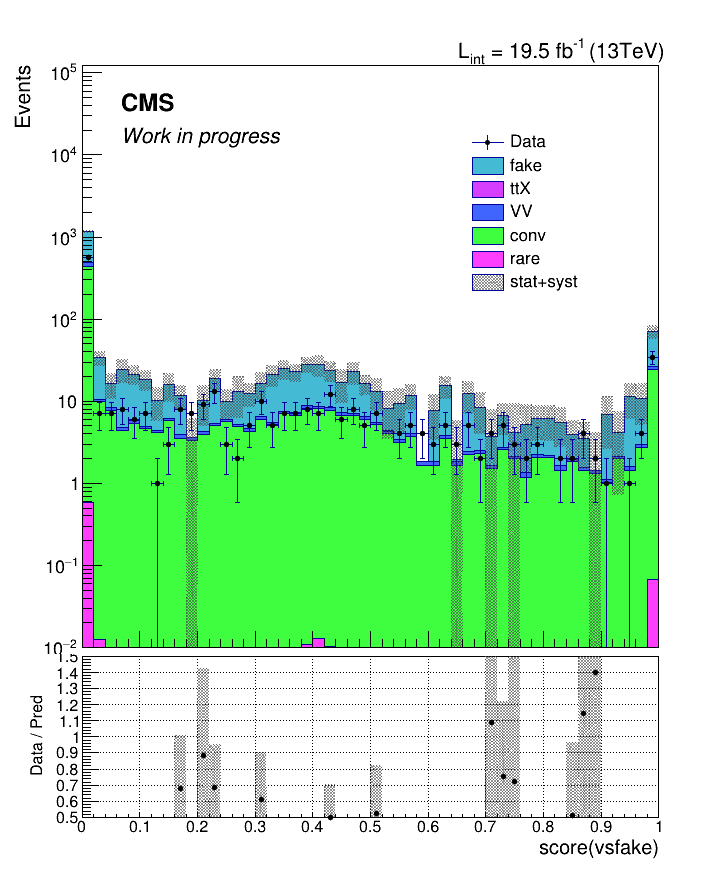 L_int = 19.5 fb^-1 (13TeV)
Events
10^5
CMS
Work in progress
Data
10^4
fake
ttX
VV
10^3
conv
rare
stat+syst
10^2
10
1
10^-1
10^-2
1.5
1.4
1.3
1.2
1.1
1
0.9
0.8
0.7
0.6
0.5
Data / Pred
0 0.1 0.2 0.3 0.4 0.5 0.6 0.7 0.8 0.9 1
score(vsfake)